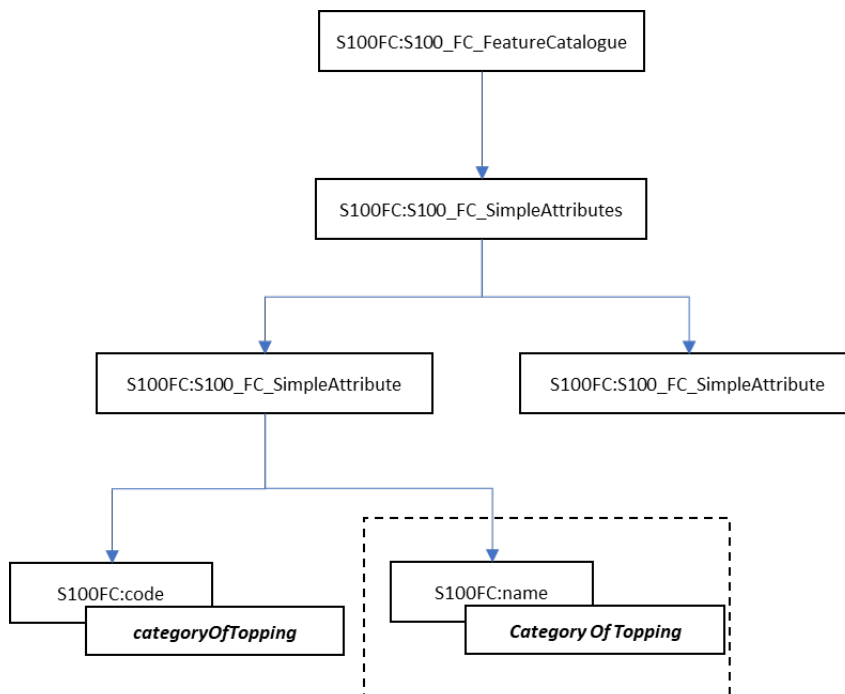 S100FC:S100_FC_FeatureCatalogue
S100FC:S100_FC_SimpleAttributes
S100FC:S100_FC_SimpleAttribute
S100FC:S100_FC_SimpleAttribute
S100FC:code
categoryOfTopping
S100FC:name
Category Of Topping